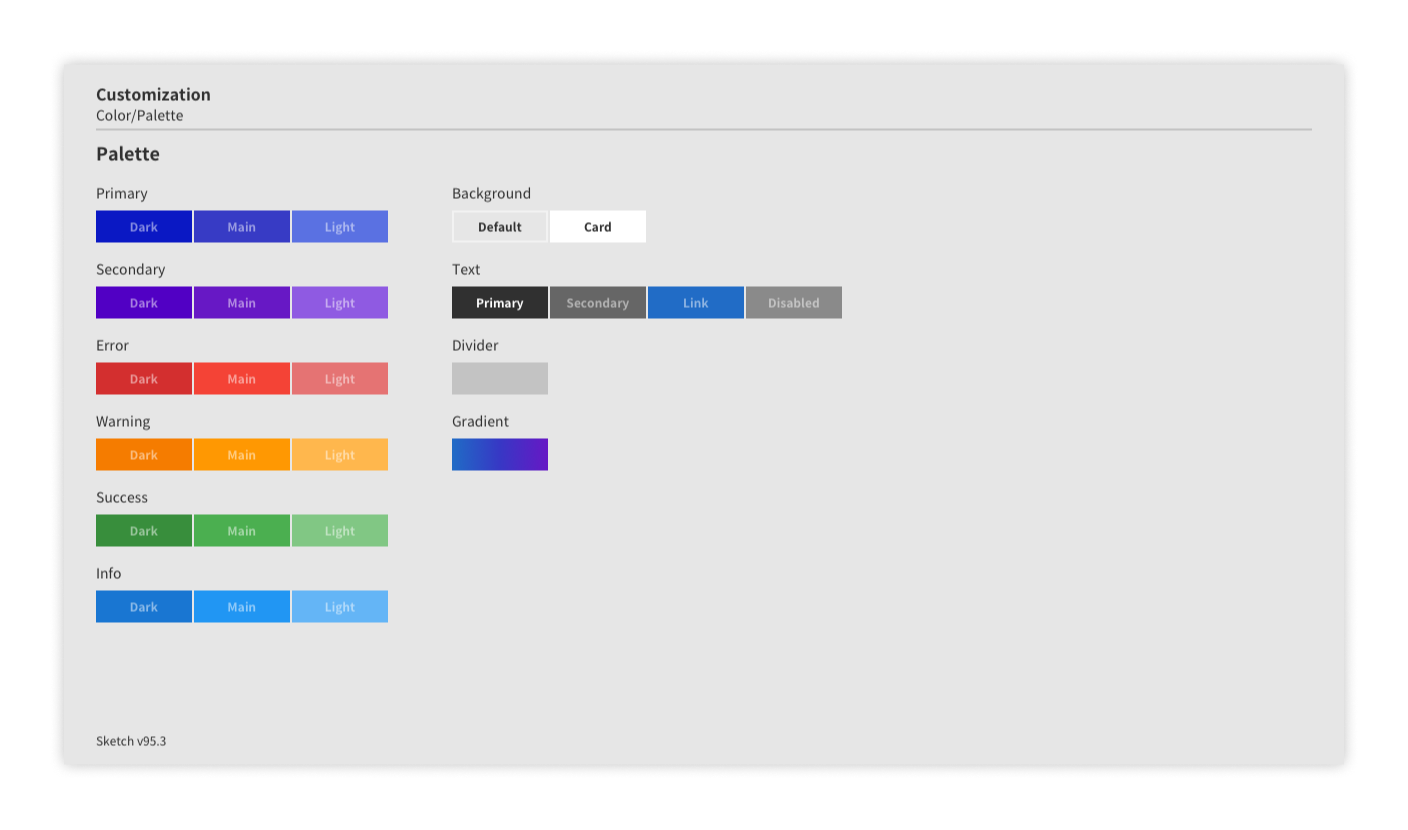 Customization
Color/Palette
Palette
Primary
Dark Main Light
Secondary
Dark Main Light
Error
Dark Main Light
Warning
Dark Main Light
Success
Dark Main Light
Info
Dark Main Light
Background
Default Card
Text
Primary Secondary Link Disabled
Divider
Gradient
Sketch v95.3